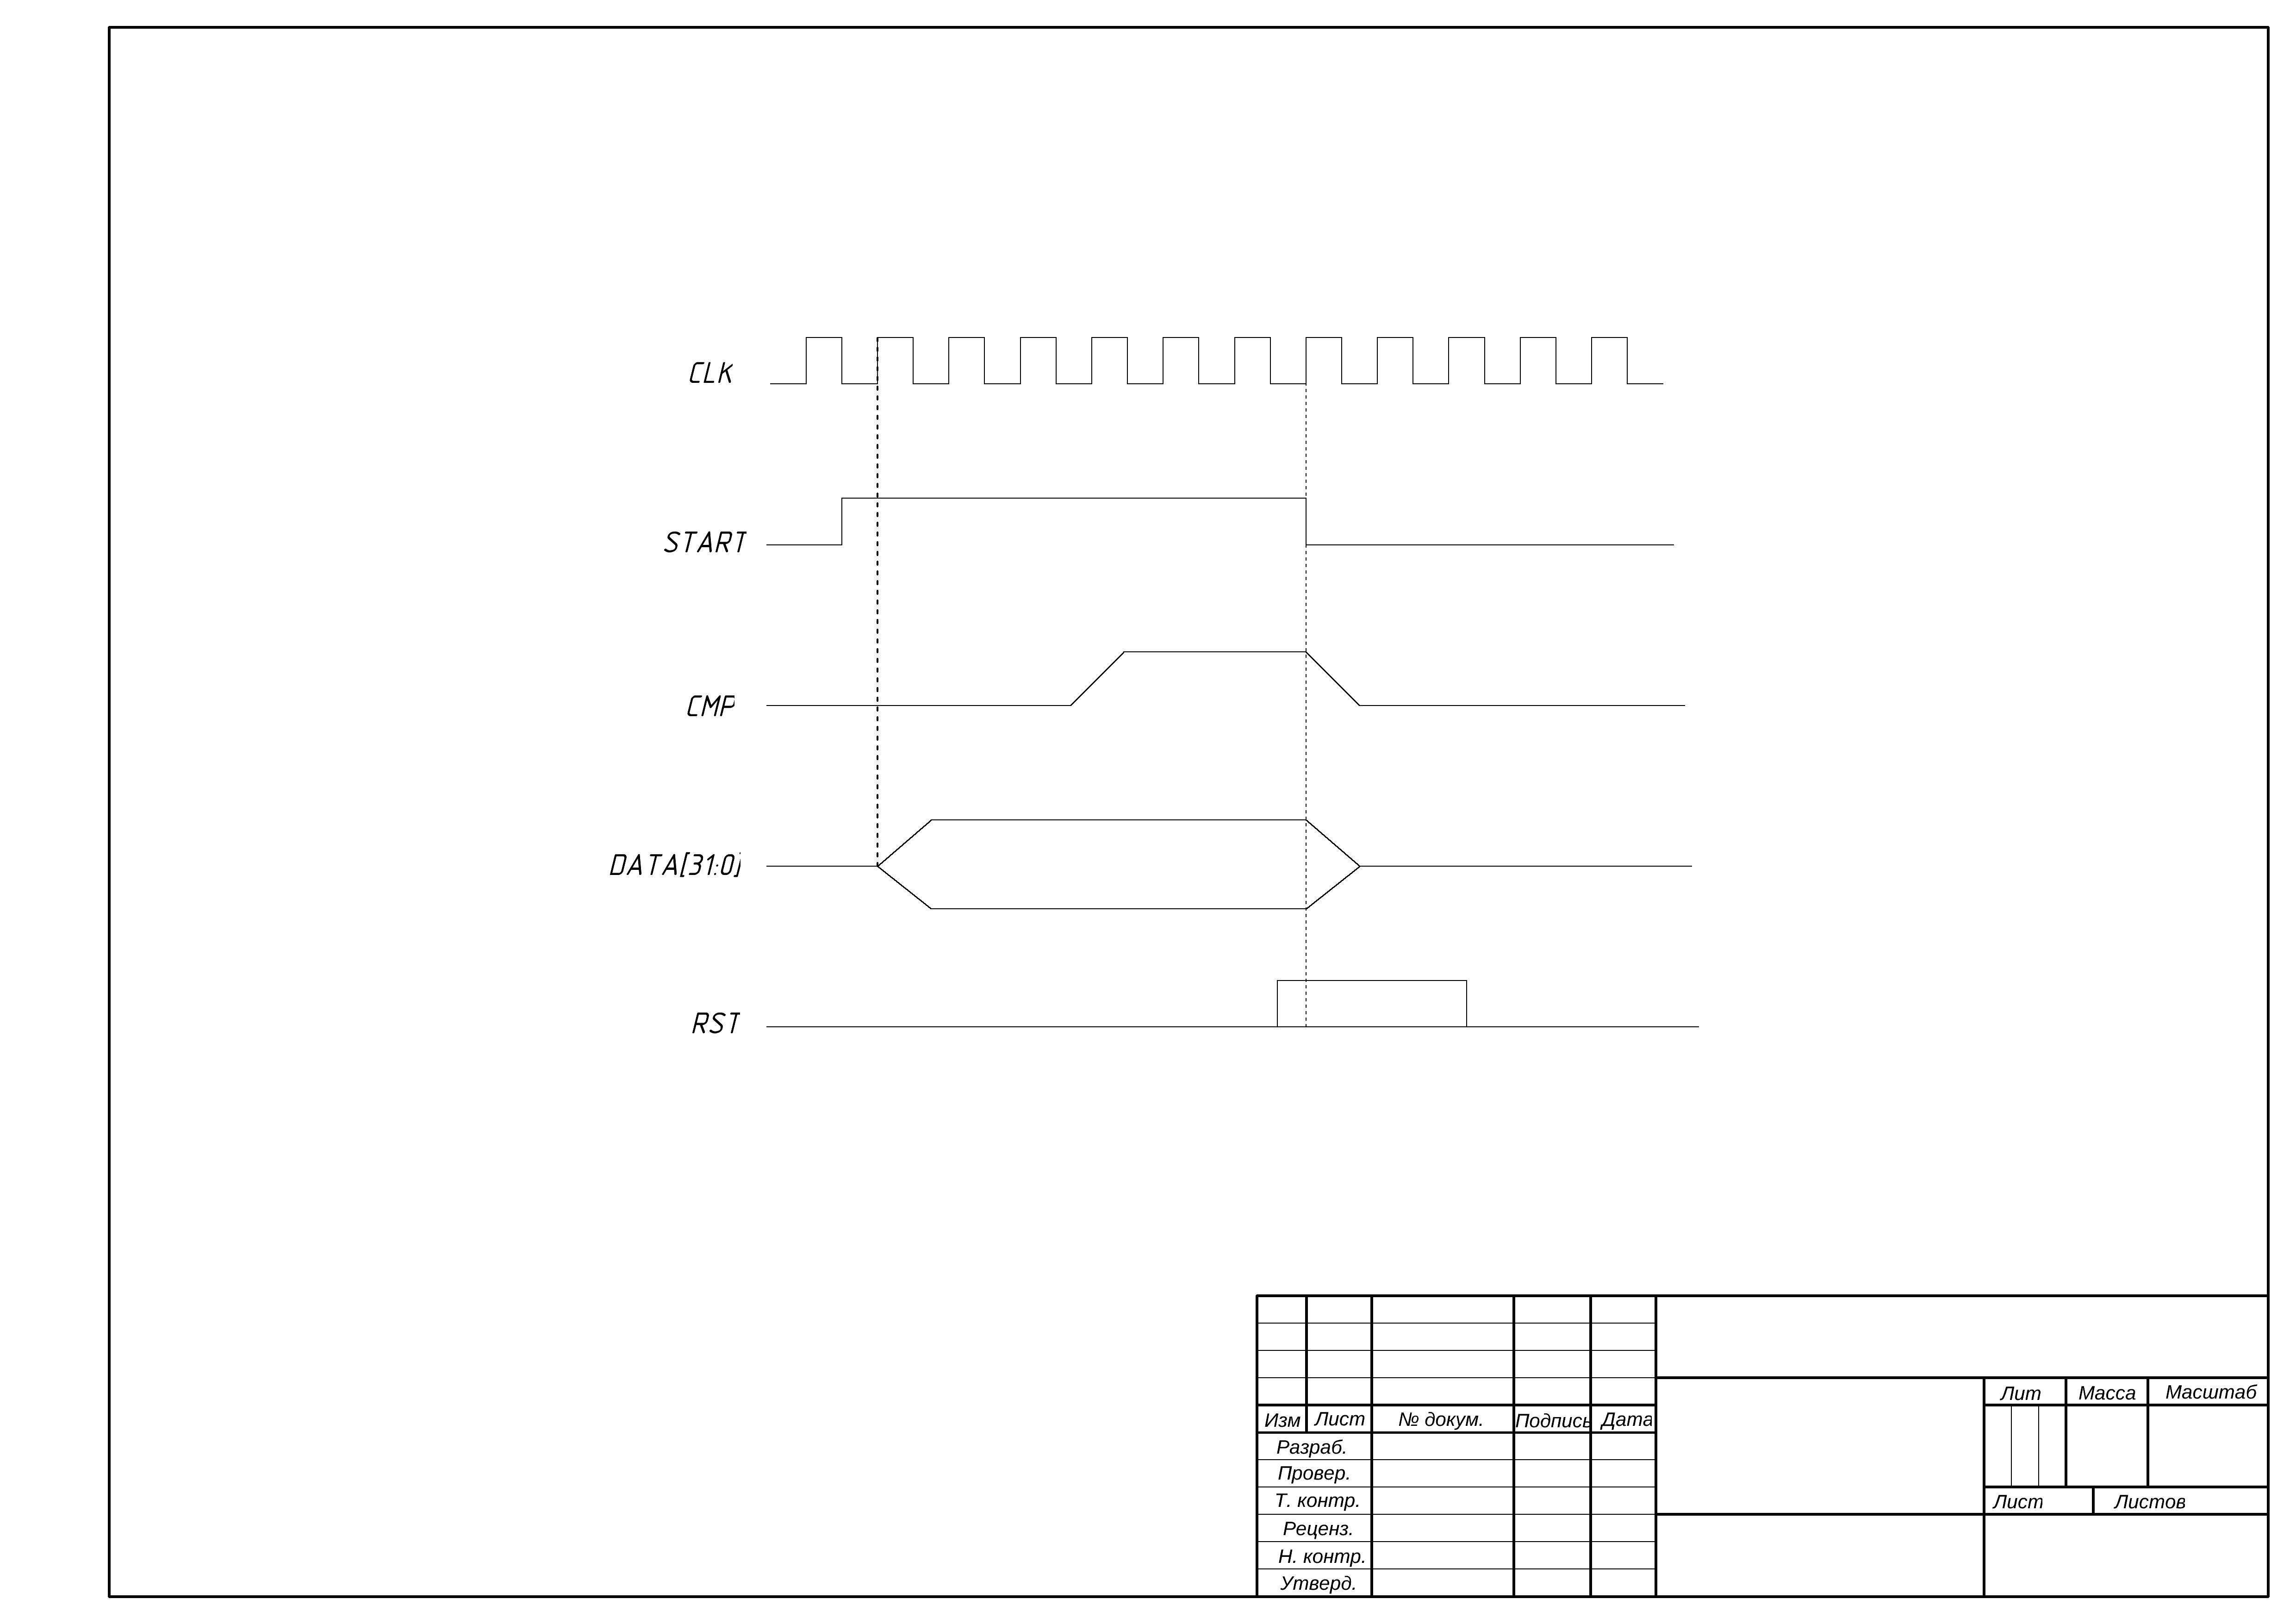 CLK
START
CMP
DATA[31:0]
RST
Лит Масса Масштаб
Изм Лист № докум. Подпись Дата
Разраб.
Провер.
Т. контр.
Лист Листов
Реценз.
Н. контр.
Утверд.